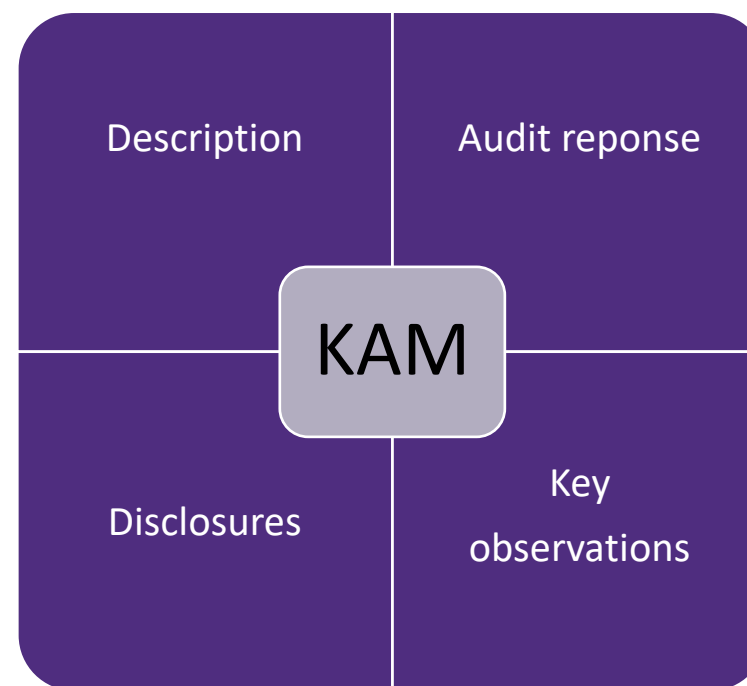 Description
Audit reponse
KAM
Disclosures
Key
observations